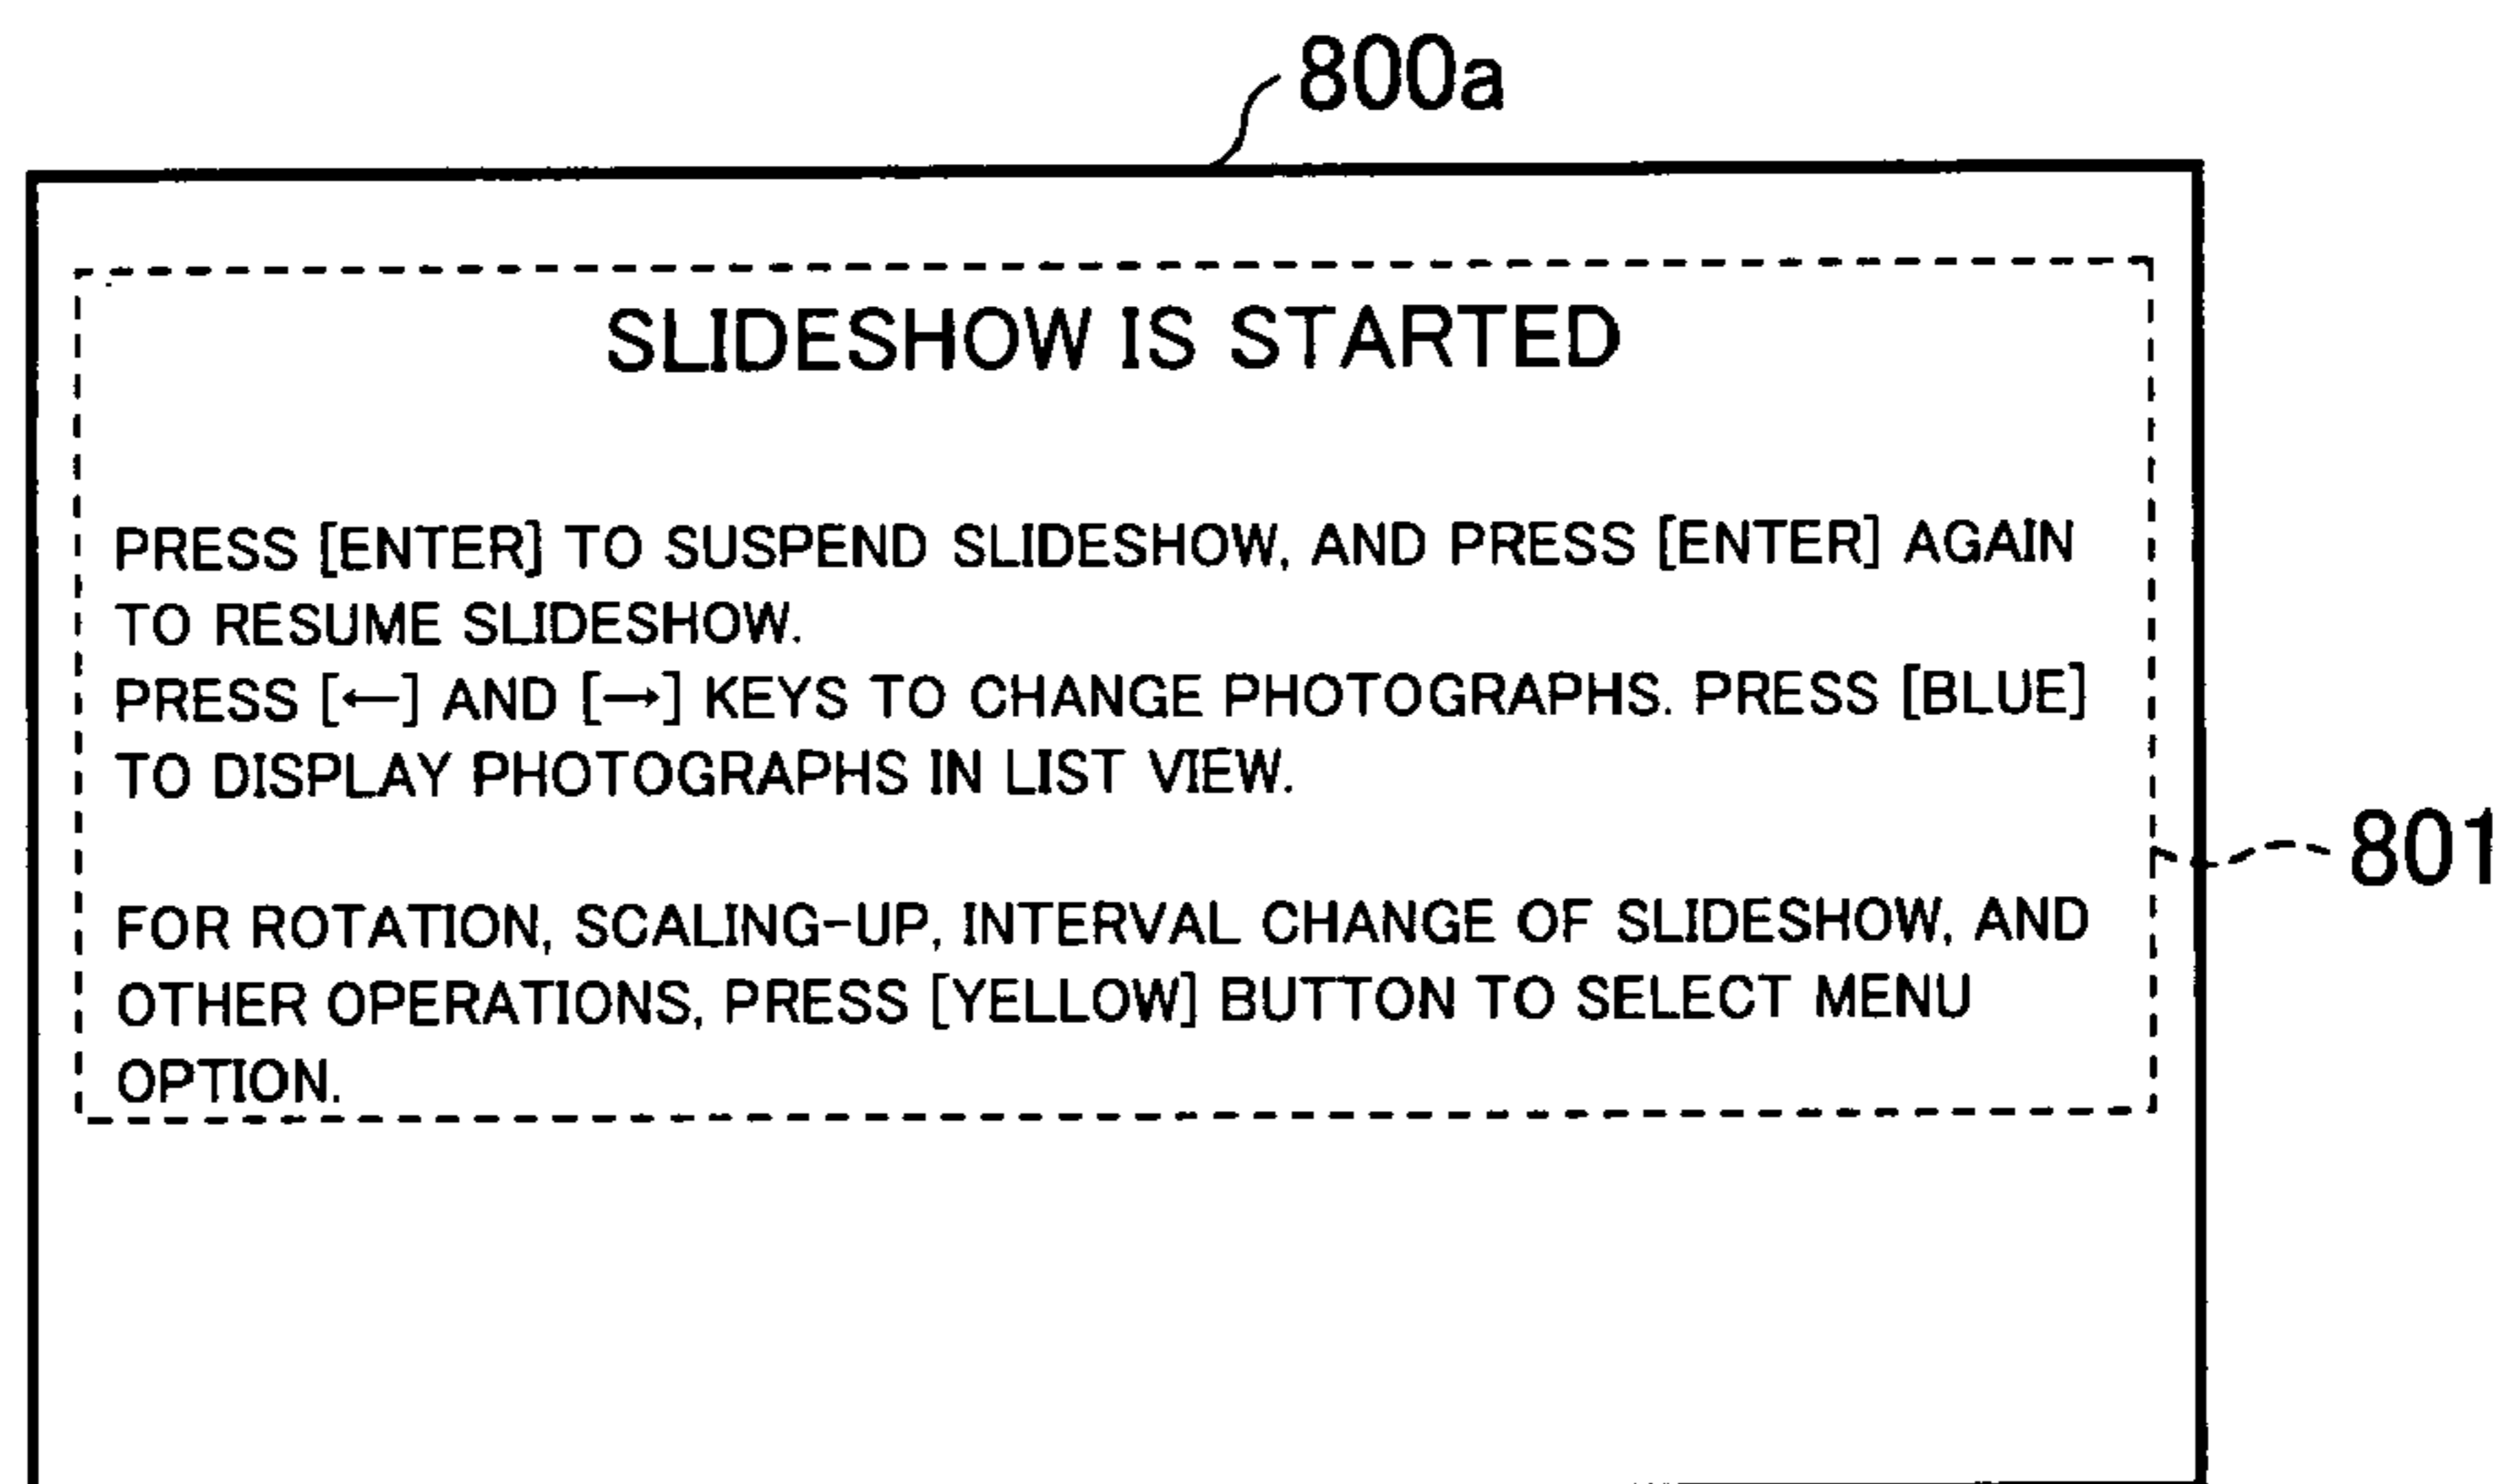 800a
SLIDESHOW IS STARTED
PRESS [ENTER] TO SUSPEND SLIDESHOW, AND PRESS [ENTER] AGAIN
TO RESUME SLIDESHOW.
PRESS [←] AND [→] KEYS TO CHANGE PHOTOGRAPHS. PRESS [BLUE]
TO DISPLAY PHOTOGRAPHS IN LIST VIEW.
801
FOR ROTATION, SCALING-UP, INTERVAL CHANGE OF SLIDESHOW, AND
OTHER OPERATIONS, PRESS [YELLOW] BUTTON TO SELECT MENU
OPTION.